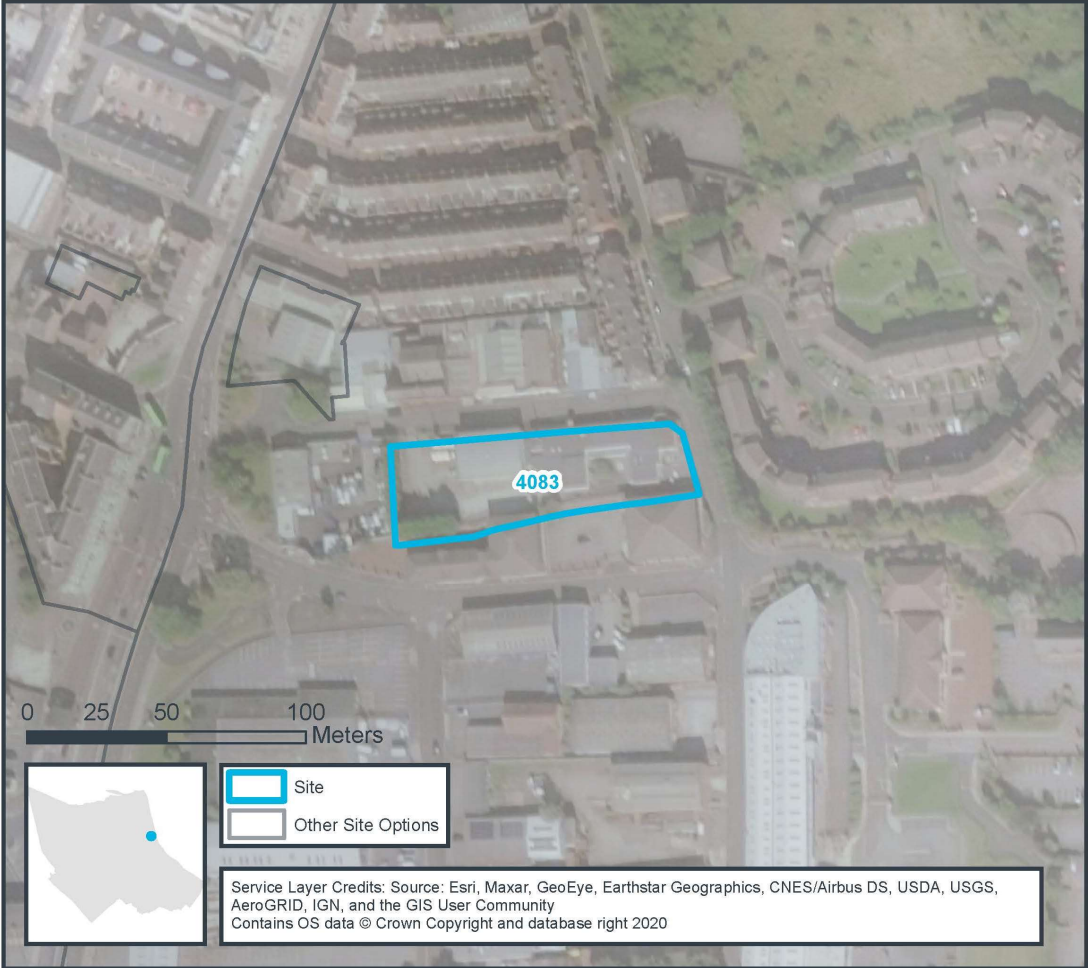 4083
0 25 50 100
Meters
Site
Other Site Options
Service Layer Credits: Source: Esri, Maxar, GeoEye, Earthstar Geographics, CNES/Airbus DS, USDA, USGS,
AeroGRID, IGN, and the GIS User Community
Contains OS data © Crown Copyright and database right 2020